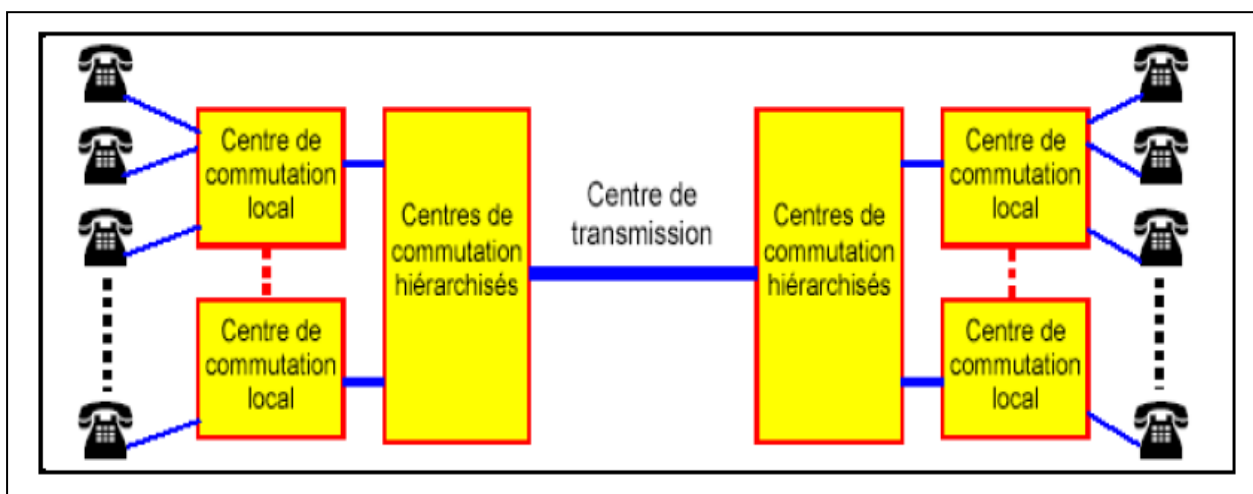 Centre de
commutation
local
Centre de
commutation
local
Centres de
commutation
hiérarchisés
Centre de
transmission
Centres de
commutation
hiérarchisés
Centre de
commutation
local
Centre de
commutation
local